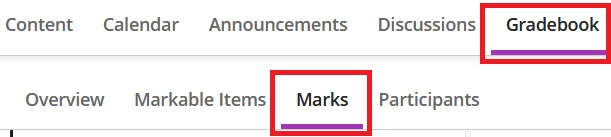 Content Calendar Announcements Discussions Gradebook
Overview Markable Items Marks Participants